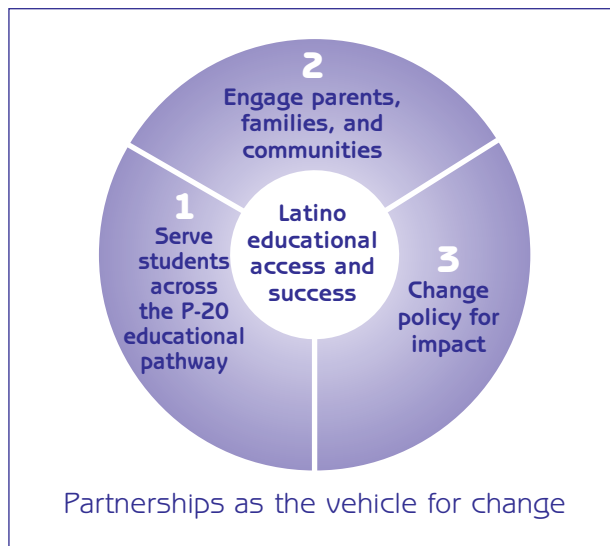 2
Engage parents,
families, and
communities
1
Serve
students
across
the P-20
educational
pathway
Latino
educational
access and
success
3
Change
policy for
impact
Partnerships as the vehicle for change